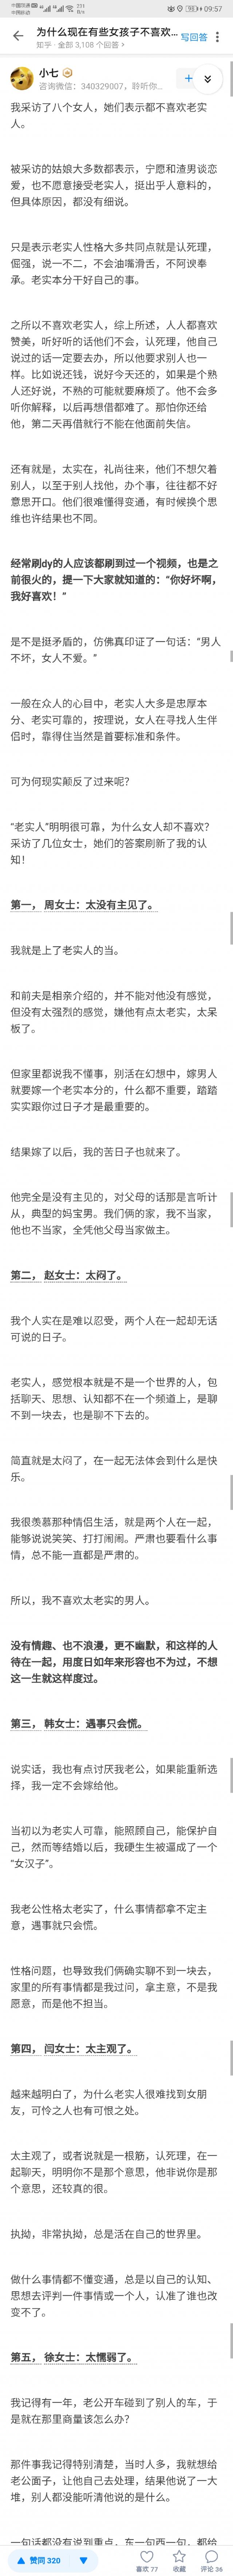 中国联通
中国移动
09:57
为什么现在有些女孩子不喜欢...
知乎 · 全部 3,108 个回答 >
写回答
小七
咨询微信：340329007，聆听你...
我采访了八个女人，她们表示都不喜欢老实
人。
被采访的姑娘大多数都表示，宁愿和渣男谈恋
爱，也不愿意接受老实人，挺出乎人意料的，
但具体原因，都没有细说。
只是表示老实人性格大多共同点就是认死理，
倔强，说一不二，不会油嘴滑舌，不阿谀奉
承。老实本分干好自己的事。
之所以不喜欢老实人，综上所述，人人都喜欢
赞美，听好听的话他们不会，认死理，他自己
说过的话一定要去办，所以他要求别人也一
样。比如说还钱，说好今天还的，如果是个熟
人还好说，不熟的可能就要麻烦了。他不会多
听你解释，以后再想借都难了。那怕你还给
他，第二天再借就行不能在他面前失信。
还有就是，太实在，礼尚往来，他们不想欠着
别人，以至于别人找他，办个事，往往都不好
意思开口。他们很难懂得变通，有时候换个思
维也许结果也不同。
经常刷dy的人应该都刷到过一个视频，也是之
前很火的，提一下大家就知道的：“你好坏啊，
我好喜欢！“
是不是挺矛盾的，仿佛真印证了一句话：“男人
不坏，女人不爱。”
一般在众人的心目中，老实人大多是忠厚本
分、老实可靠的，按理说，女人在寻找人生伴
侣时，靠得住当然是首要标准和条件。
可为何现实颠反了过来呢？
“老实人”明明很可靠，为什么女人却不喜欢？
采访了几位女士，她们的答案刷新了我的认
知！
第一， 周女士：太没有主见了。
我就是上了老实人的当。
和前夫是相亲介绍的，并不能对他没有感觉，
但没有太强烈的感觉，嫌他有点太老实，太呆
板了。
但家里都说我不懂事，别活在幻想中，嫁男人
就要嫁一个老实本分的，什么都不重要，踏踏
实实跟你过日子才是最重要的。
结果嫁了以后，我的苦日子也就来了。
他完全是没有主见的，对父母的话那是言听计
从，典型的妈宝男。我们俩的家，我不当家，
他也不当家，全凭他父母当家做主。
第二， 赵女士：太闷了。
我个人实在是难以忍受，两个人在一起却无话
可说的日子。
老实人，感觉根本就是不是一个世界的人，包
括聊天、思想、认知都不在一个频道上，是聊
不到一块去，也是聊不下去的。
简直就是太闷了，在一起无法体会到什么是快
乐。
我很羡慕那种情侣生活，就是两个人在一起，
能够说说笑笑、打打闹闹。严肃也要看什么事
情，总不能一直都是严肃的。
所以，我不喜欢太老实的男人。
没有情趣、也不浪漫，更不幽默，和这样的人
待在一起，用度日如年来形容也不为过，不想
这一生就这样度过。
第三， 韩女士：遇事只会慌。
说实话，我也有点讨厌我老公，如果能重新选
择，我一定不会嫁给他。
当初以为老实人可靠，能照顾自己，能保护自
己，然而等结婚以后，我硬生生被逼成了一个
“女汉子”。
我老公性格太老实了，什么事情都拿不定主
意，遇事就只会慌。
性格问题，也导致我们俩确实聊不到一块去，
家里的所有事情都是我过问，拿主意，不是我
愿意，而是他不担当。
第四， 闫女士：太主观了。
越来越明白了，为什么老实人很难找到女朋
友，可怜之人也有可恨之处。
太主观了，或者说就是一根筋，认死理，在一
起聊天，明明你不是那个意思，他非说你是那
个意思，还较真的很。
执拗，非常执拗，总是活在自己的世界里。
做什么事情都不懂变通，总是以自己的认知、
思想去评判一件事情或一个人，认准了谁也改
变不了。
第五， 徐女士：太懦弱了。
我记得有一年，老公开车碰到了别人的车，于
是就在那里商量该怎么办？
那件事我记得特别清楚，当时人多，我就想给
老公面子，让他自己去处理，结果他说了一大
堆，别人都没能听清他说的是什么。
一句话都没有说到重点，东一句西一句，都给
赞同 320
喜欢 77
收藏
评论 36